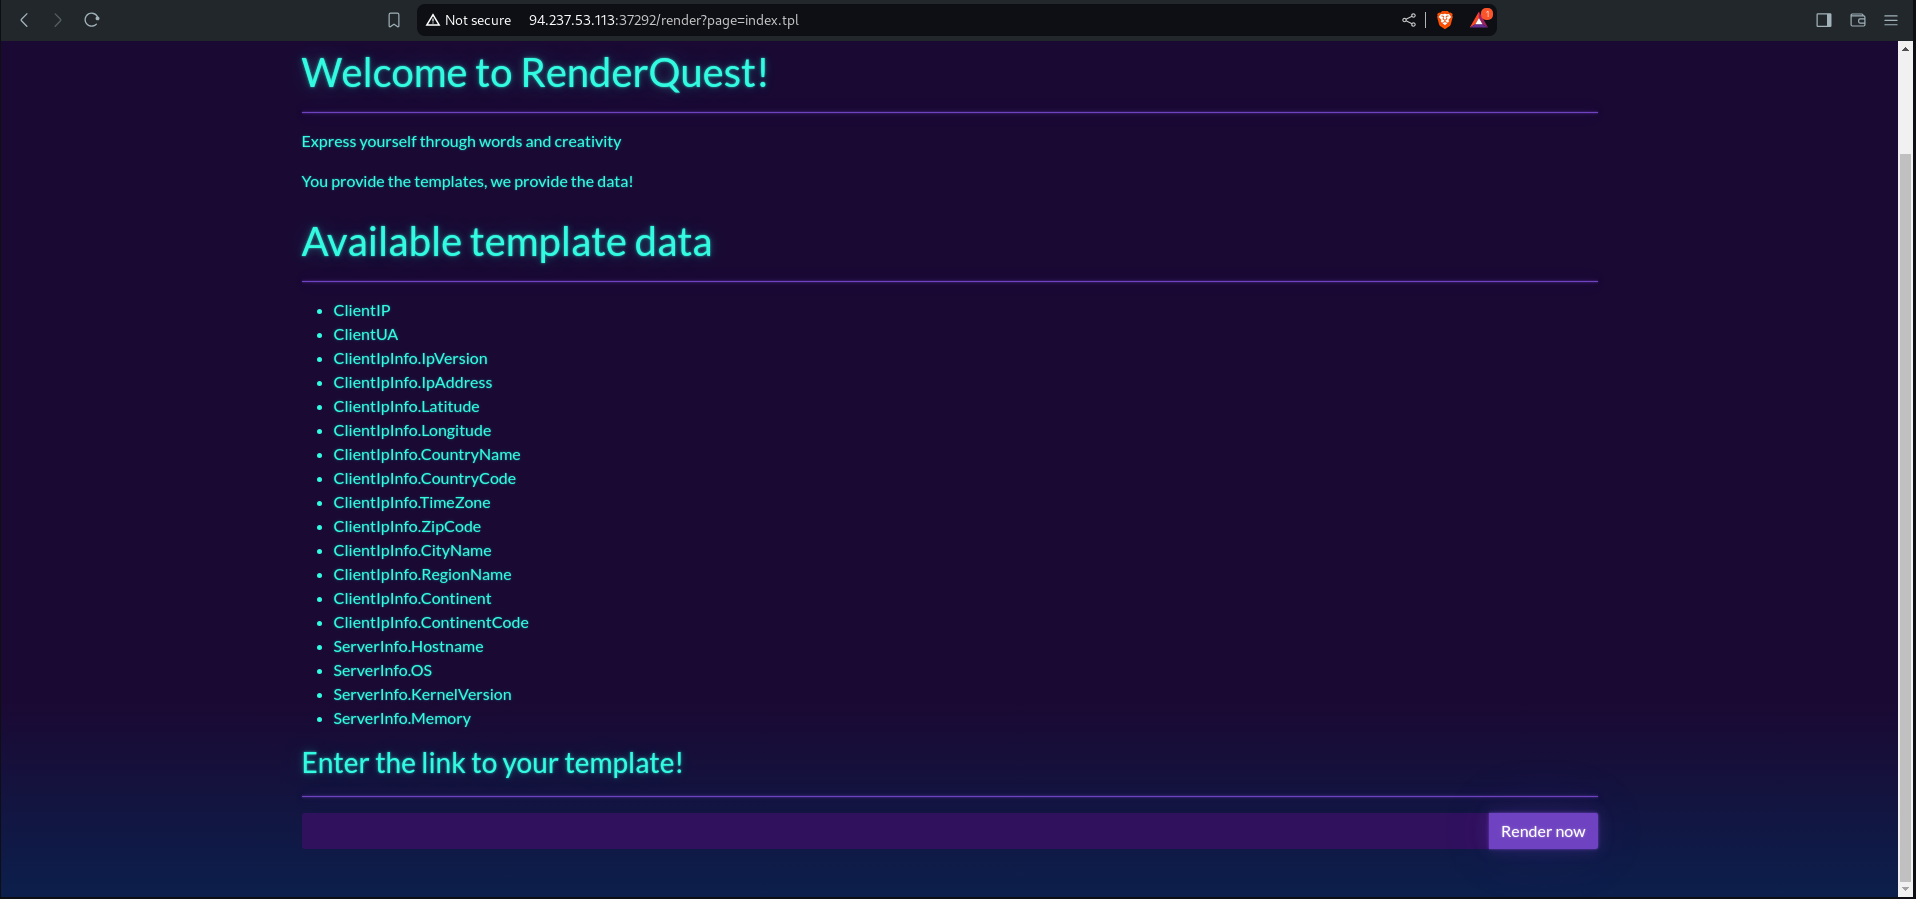 Not secure 94.237.53.113:37292/render?page=index.tpl
1
Welcome to RenderQuest!
Express yourself through words and creativity
You provide the templates, we provide the data!
Available template data
ClientIP
ClientUA
ClientIpInfo.IpVersion
ClientIpInfo.IpAddress
ClientIpInfo.Latitude
ClientIpInfo.Longitude
ClientIpInfo.CountryName
ClientIpInfo.CountryCode
ClientIpInfo.TimeZone
ClientIpInfo.ZipCode
ClientIpInfo.CityName
ClientIpInfo.RegionName
ClientIpInfo.Continent
ClientIpInfo.ContinentCode
ServerInfo.Hostname
ServerInfo.OS
ServerInfo.KernelVersion
ServerInfo.Memory
Enter the link to your template!
Render now